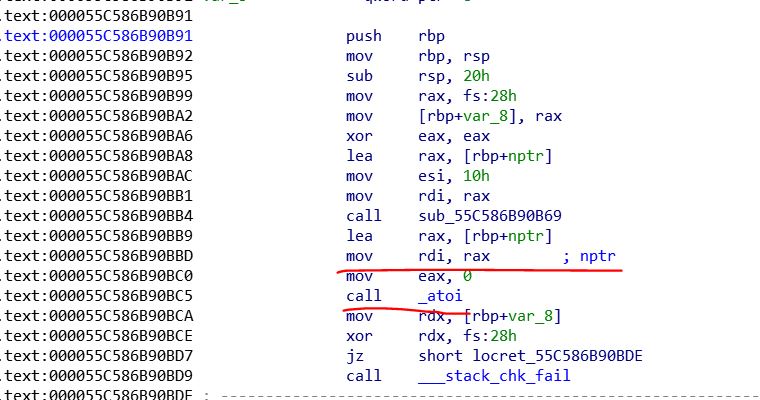 .text:000055C586B90B91
.text:000055C586B90B91 push rbp
.text:000055C586B90B92 mov rbp, rsp
.text:000055C586B90B95 sub rsp, 20h
.text:000055C586B90B99 mov rax, fs:28h
.text:000055C586B90BA2 mov [rbp+var_8], rax
.text:000055C586B90BA6 xor eax, eax
.text:000055C586B90BA8 lea rax, [rbp+nptr]
.text:000055C586B90BAC mov esi, 10h
.text:000055C586B90BB1 mov rdi, rax
.text:000055C586B90BB4 call sub_55C586B90B69
.text:000055C586B90BB9 lea rax, [rbp+nptr]
.text:000055C586B90BBD mov rdi, rax ; nptr
.text:000055C586B90BC0 mov eax, 0
.text:000055C586B90BC5 call _atoi
.text:000055C586B90BCA mov rdx, [rbp+var_8]
.text:000055C586B90BCE xor rdx, fs:28h
.text:000055C586B90BD7 jz short locret_55C586B90BDE
.text:000055C586B90BD9 call ___stack_chk_fail
.text:000055C586B90BDE ; ---------------------------------------------------------------